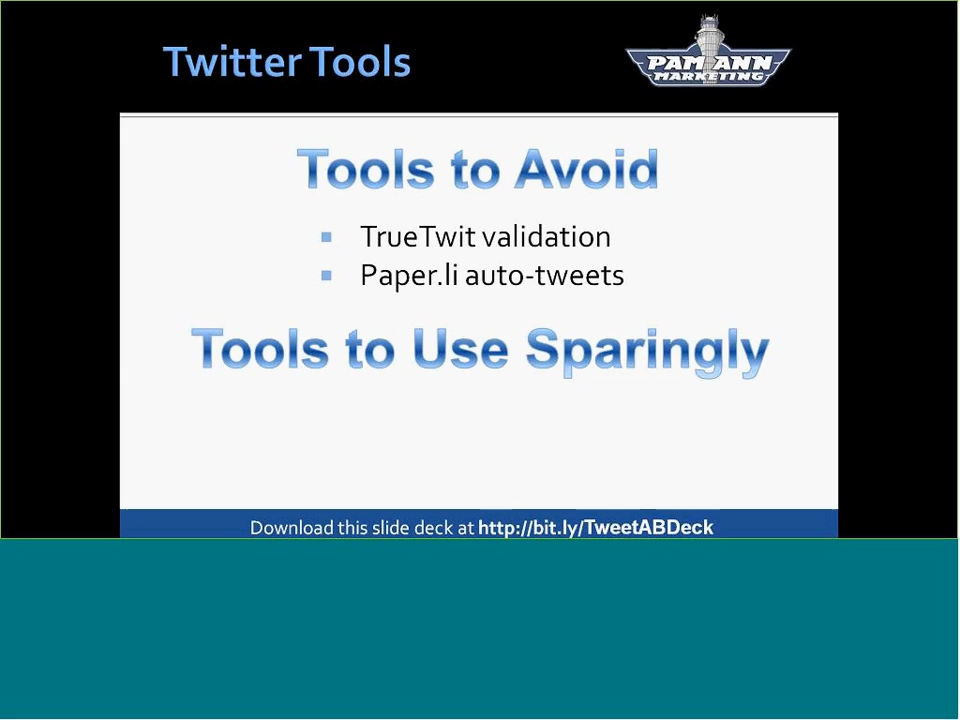 Twitter Tools
PAM ANN
MARKETING
Tools to Avoid
TrueTwit validation
Paper.li auto-tweets
Tools to Use Sparingly
Download this slide deck at http://bit.ly/TweetABDeck